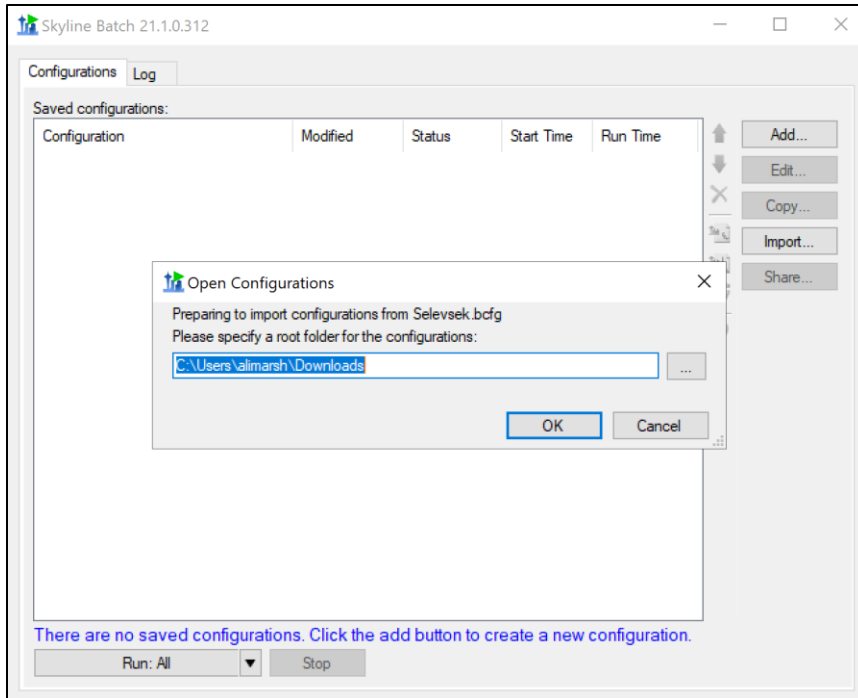 Skyline Batch 21.1.0.312
Configurations Log
Saved configurations:
Configuration Modified Status Start Time Run Time
Add...
Edit...
Copy...
Import...
Share...
Open Configurations
Preparing to import configurations from Selevsek.bcfg
Please specify a root folder for the configurations:
C:\Users\alimarsh\Downloads
...
OK Cancel
There are no saved configurations. Click the add button to create a new configuration.
Run: All Stop